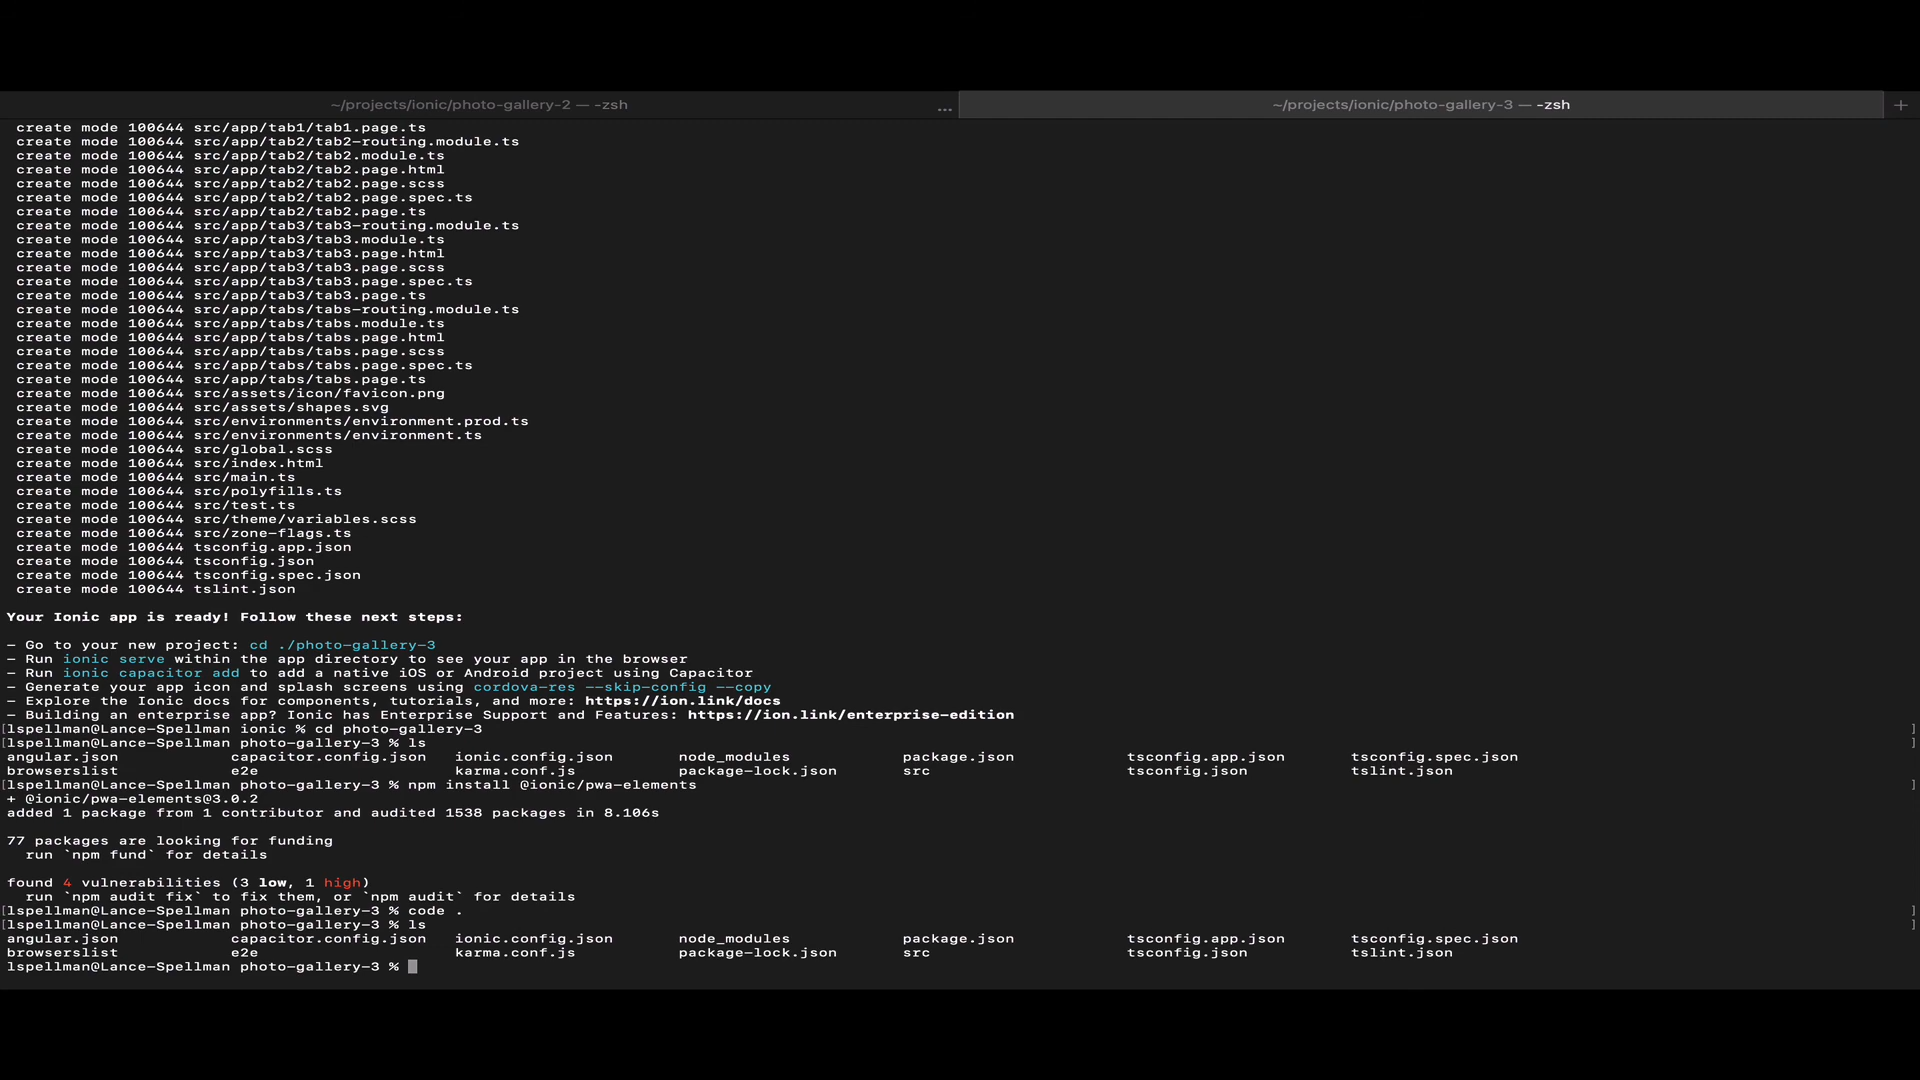 ~/projects/ionic/photo-gallery-2 — -zsh ... ~/projects/ionic/photo-gallery-3 — -zsh +
create mode 100644 src/app/tab1/tab1.page.ts
create mode 100644 src/app/tab2/tab2-routing.module.ts
create mode 100644 src/app/tab2/tab2.module.ts
create mode 100644 src/app/tab2/tab2.page.html
create mode 100644 src/app/tab2/tab2.page.scss
create mode 100644 src/app/tab2/tab2.page.spec.ts
create mode 100644 src/app/tab2/tab2.page.ts
create mode 100644 src/app/tab3/tab3-routing.module.ts
create mode 100644 src/app/tab3/tab3.module.ts
create mode 100644 src/app/tab3/tab3.page.html
create mode 100644 src/app/tab3/tab3.page.scss
create mode 100644 src/app/tab3/tab3.page.spec.ts
create mode 100644 src/app/tab3/tab3.page.ts
create mode 100644 src/app/tabs/tabs-routing.module.ts
create mode 100644 src/app/tabs/tabs.module.ts
create mode 100644 src/app/tabs/tabs.page.html
create mode 100644 src/app/tabs/tabs.page.scss
create mode 100644 src/app/tabs/tabs.page.spec.ts
create mode 100644 src/app/tabs/tabs.page.ts
create mode 100644 src/assets/icon/favicon.png
create mode 100644 src/assets/shapes.svg
create mode 100644 src/environments/environment.prod.ts
create mode 100644 src/environments/environment.ts
create mode 100644 src/global.scss
create mode 100644 src/index.html
create mode 100644 src/main.ts
create mode 100644 src/polyfills.ts
create mode 100644 src/test.ts
create mode 100644 src/theme/variables.scss
create mode 100644 src/zone-flags.ts
create mode 100644 tsconfig.app.json
create mode 100644 tsconfig.json
create mode 100644 tsconfig.spec.json
create mode 100644 tslint.json
Your Ionic app is ready! Follow these next steps:
- Go to your new project: cd ./photo-gallery-3
- Run ionic serve within the app directory to see your app in the browser
- Run ionic capacitor add to add a native iOS or Android project using Capacitor
- Generate your app icon and splash screens using cordova-res --skip-config --copy
- Explore the Ionic docs for components, tutorials, and more: https://ion.link/docs
- Building an enterprise app? Ionic has Enterprise Support and Features: https://ion.link/enterprise-edition
[lspellman@Lance-Spellman ionic % cd photo-gallery-3 ]
[lspellman@Lance-Spellman photo-gallery-3 % ls ]
angular.json capacitor.config.json ionic.config.json node_modules package.json tsconfig.app.json tsconfig.spec.json
browserslist e2e karma.conf.js package-lock.json src tsconfig.json tslint.json
[lspellman@Lance-Spellman photo-gallery-3 % npm install @ionic/pwa-elements ]
+ @ionic/pwa-elements@3.0.2
added 1 package from 1 contributor and audited 1538 packages in 8.106s
77 packages are looking for funding
run `npm fund` for details
found 4 vulnerabilities (3 low, 1 high)
run `npm audit fix` to fix them, or `npm audit` for details
[lspellman@Lance-Spellman photo-gallery-3 % code . ]
[lspellman@Lance-Spellman photo-gallery-3 % ls ]
angular.json capacitor.config.json ionic.config.json node_modules package.json tsconfig.app.json tsconfig.spec.json
browserslist e2e karma.conf.js package-lock.json src tsconfig.json tslint.json
lspellman@Lance-Spellman photo-gallery-3 %